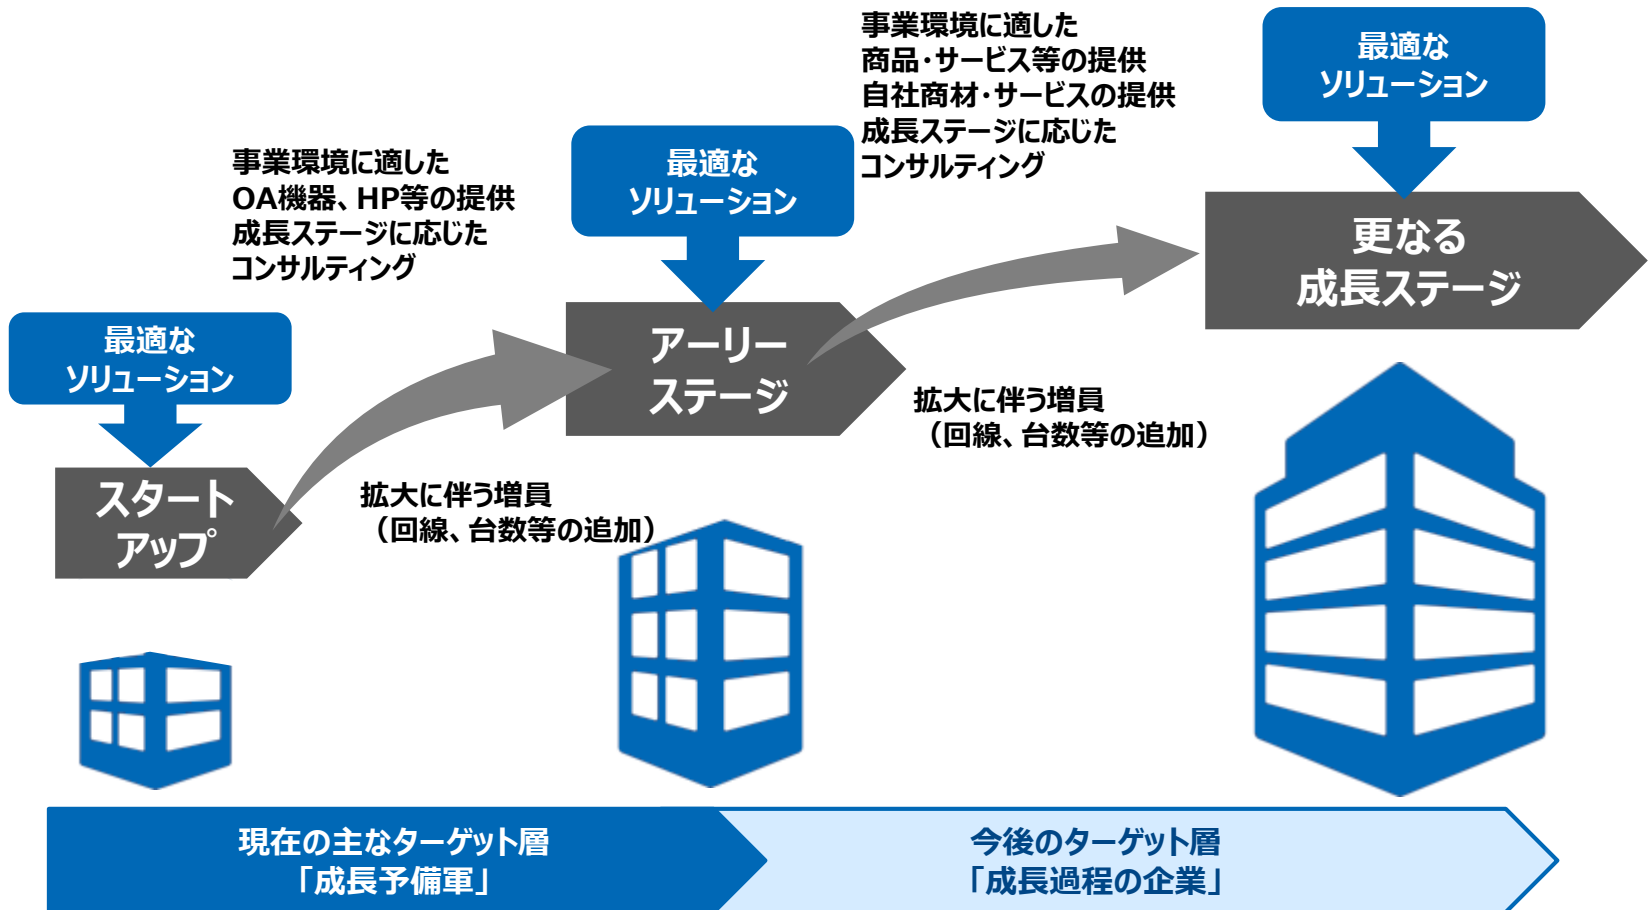 最適な
ソリューション
スタート
アップ
事業環境に適した
OA機器、HP等の提供
成長ステージに応じた
コンサルティング
拡大に伴う増員
（回線、台数等の追加）
最適な
ソリューション
アーリー
ステージ
事業環境に適した
商品・サービス等の提供
自社商材・サービスの提供
成長ステージに応じた
コンサルティング
拡大に伴う増員
（回線、台数等の追加）
最適な
ソリューション
更なる
成長ステージ
現在の主なターゲット層
「成長予備軍」
今後のターゲット層
「成長過程の企業」